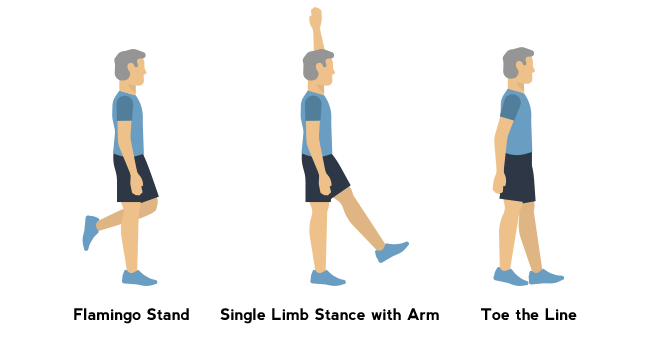 Flamingo Stand
Single Limb Stance with Arm
Toe the Line